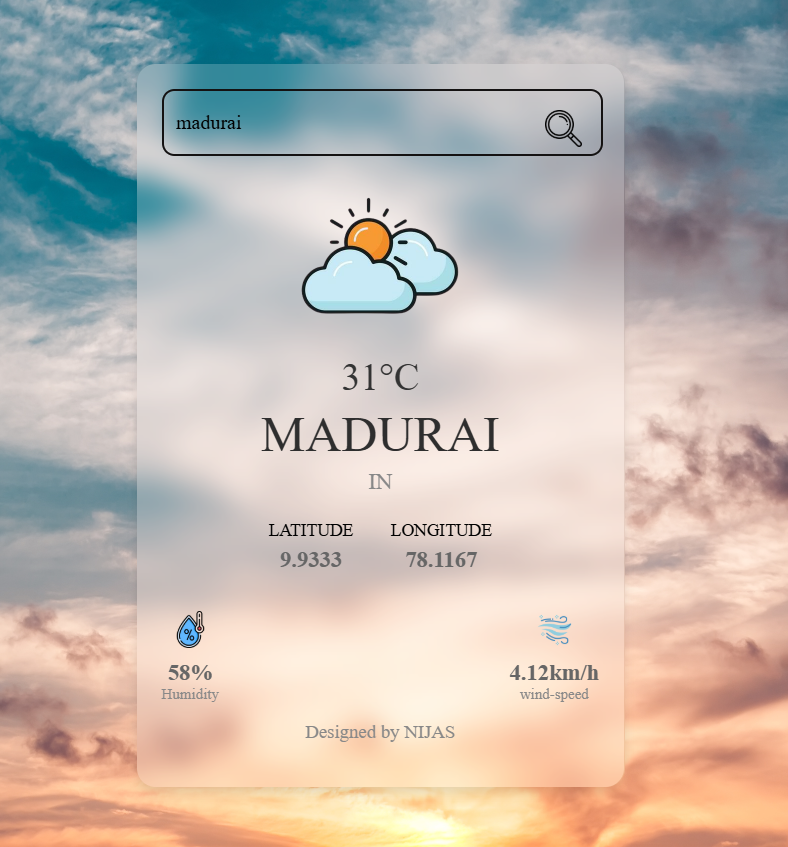 madurai
31°C
MADURAI
IN
LATITUDE LONGITUDE
9.9333 78.1167
%
58% 4.12km/h
Humidity wind-speed
Designed by NIJAS